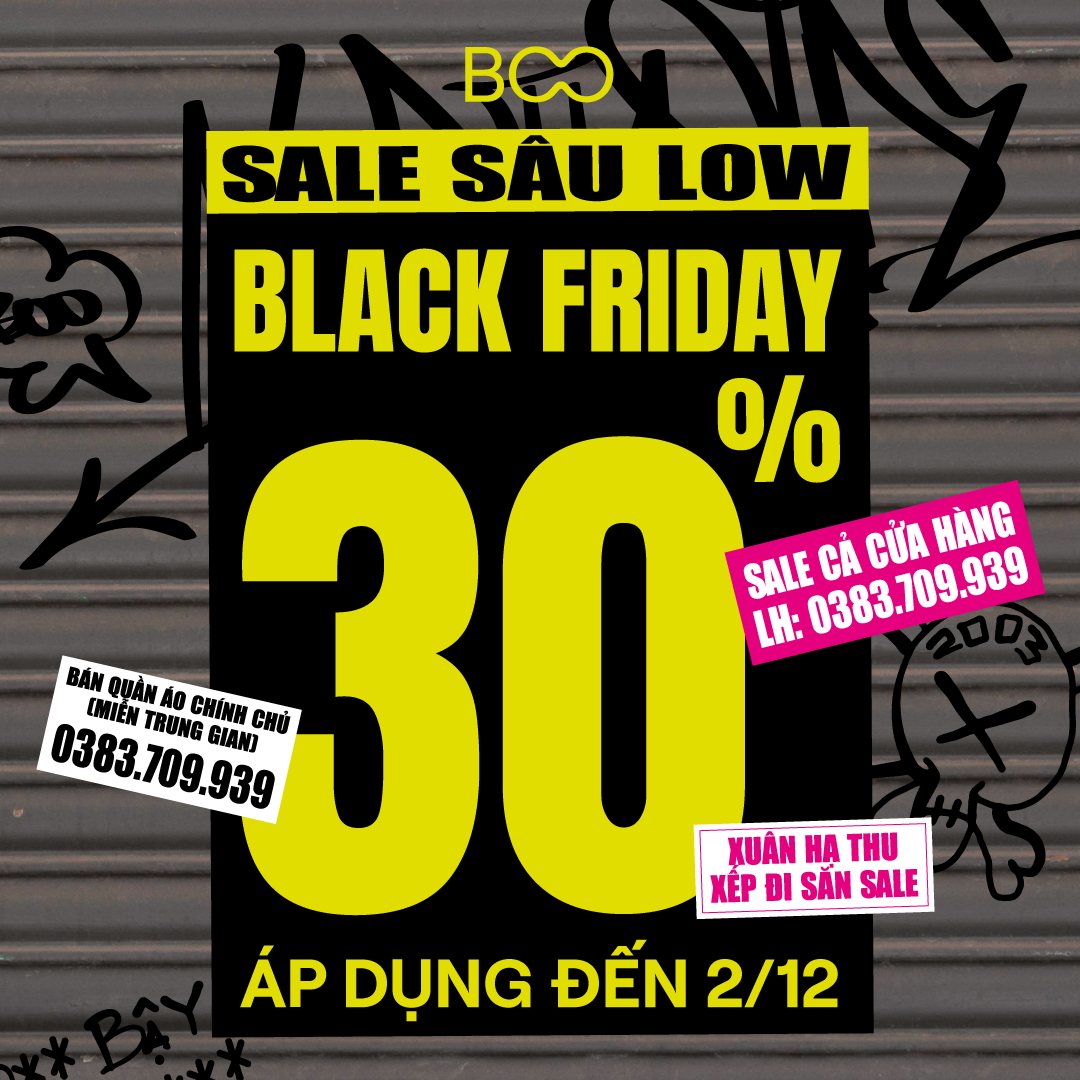 BOO
SALE SÂU LOW
BLACK FRIDAY
30%
SALE CẢ CỬA HÀNG
LH: 0383.709.939
BÁN QUẦN ÁO CHÍNH CHỦ
(MIỄN TRUNG GIAN)
0383.709.939
2003
XUÂN HẠ THU
XẾP ĐI SĂN SALE
ÁP DỤNG ĐẾN 2/12
BOO
BẬY